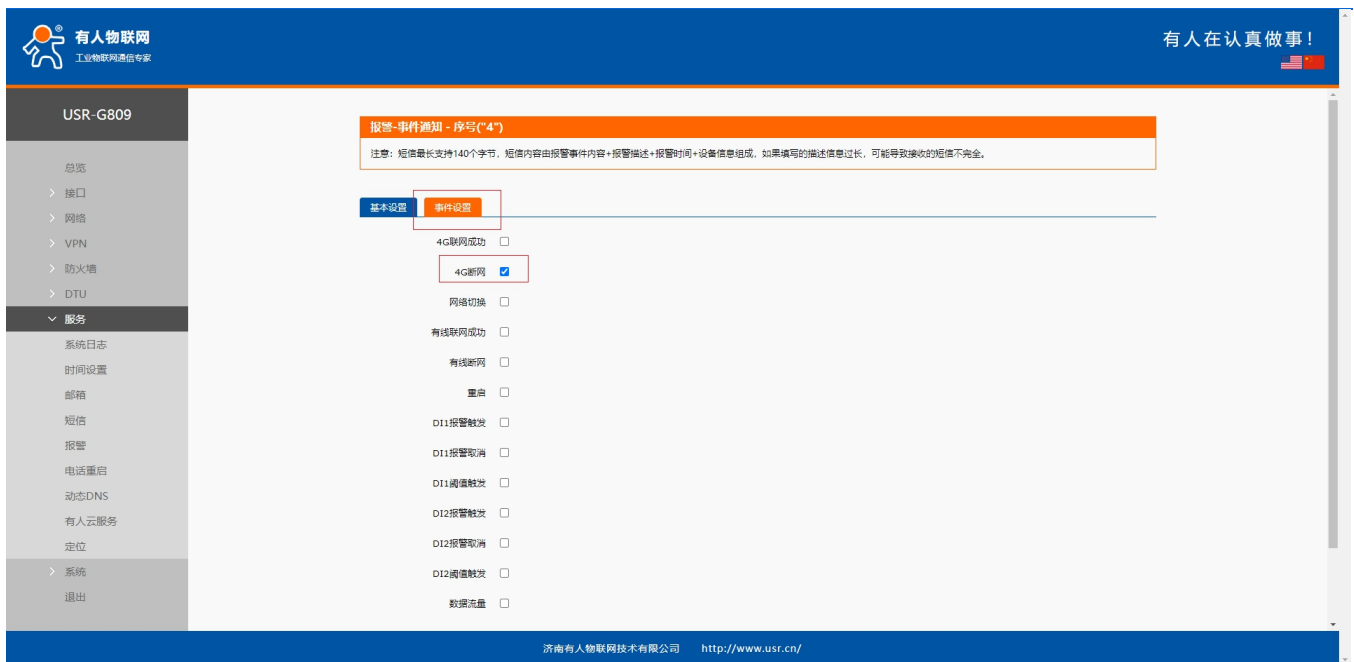 有人物联网
®
工业物联网通信专家
有人在认真做事！
USR-G809
总览
接口
网络
VPN
防火墙
DTU
服务
系统日志
时间设置
邮箱
短信
报警
电话重启
动态DNS
有人云服务
定位
系统
退出
报警-事件通知 - 序号("4")
注意：短信最长支持140个字节，短信内容由报警事件内容+报警描述+报警时间+设备信息组成，如果填写的描述信息过长，可能导致接收的短信不完全。
基本设置 事件设置
4G联网成功
4G断网
网络切换
有线联网成功
有线断网
重启
DI1报警触发
DI1报警取消
DI1阈值触发
DI2报警触发
DI2报警取消
DI2阈值触发
数据流量
济南有人物联网技术有限公司 http://www.usr.cn/